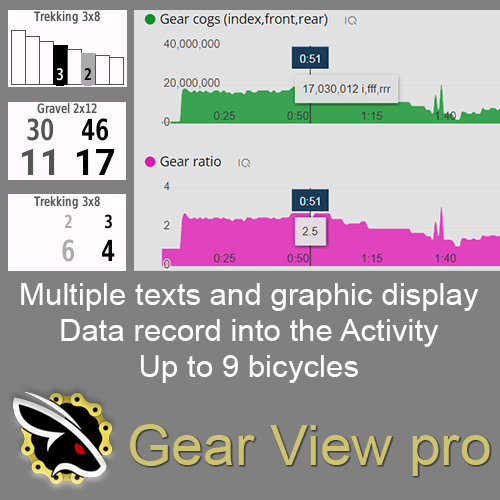 Trekking 3x8
3 2
Gravel 2x12
30 46
11 17
Trekking 3x8
2 3
6 4
Gear cogs (index,front,rear) IQ
40,000,000
0:51
20,000,000
17,030,012 i,fff,rrr
0 0:25 0:50 1:15 1:40
Gear ratio IQ
4
0:51
2
2.5
0 0:25 0:50 1:15 1:40
Multiple texts and graphic display
Data record into the Activity
Up to 9 bicycles
Gear View pro